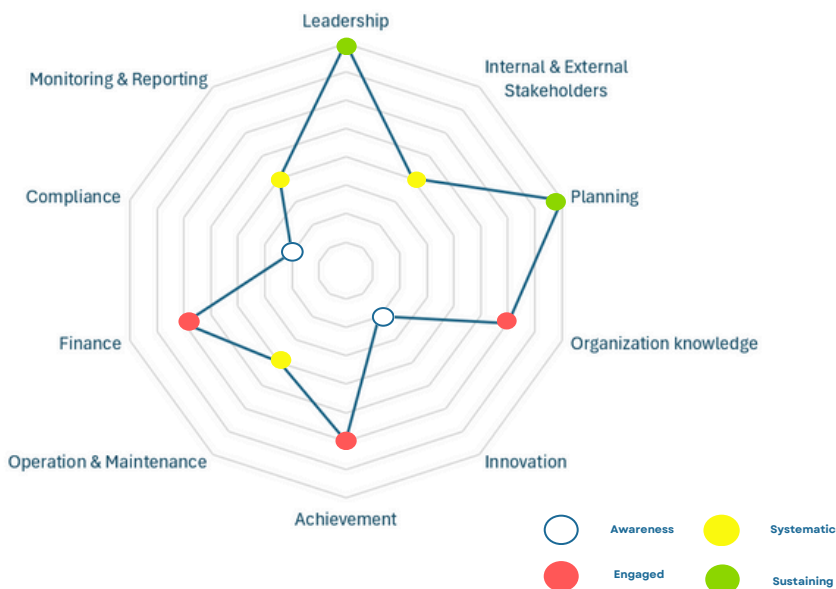 Leadership
Internal & External
Stakeholders
Monitoring & Reporting
Compliance
Planning
Finance
Organization knowledge
Operation & Maintenance
Innovation
Achievement
Awareness
Systematic
Engaged
Sustaining